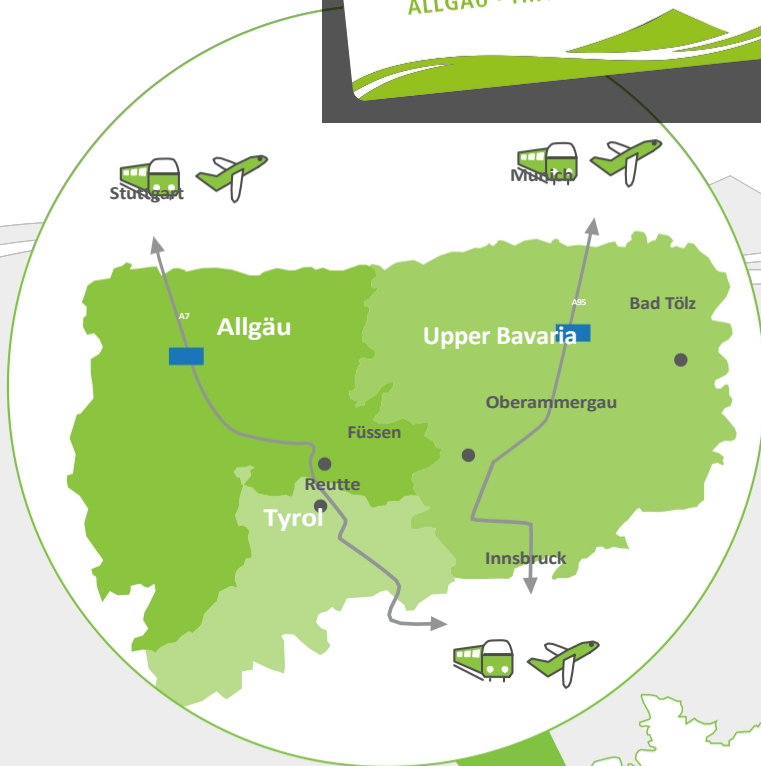 ALLGÄU
Stuttgart
Munich
A7
A95
Bad Tölz
Allgäu
Upper Bavaria
Oberammergau
Füssen
Reutte
Tyrol
Innsbruck